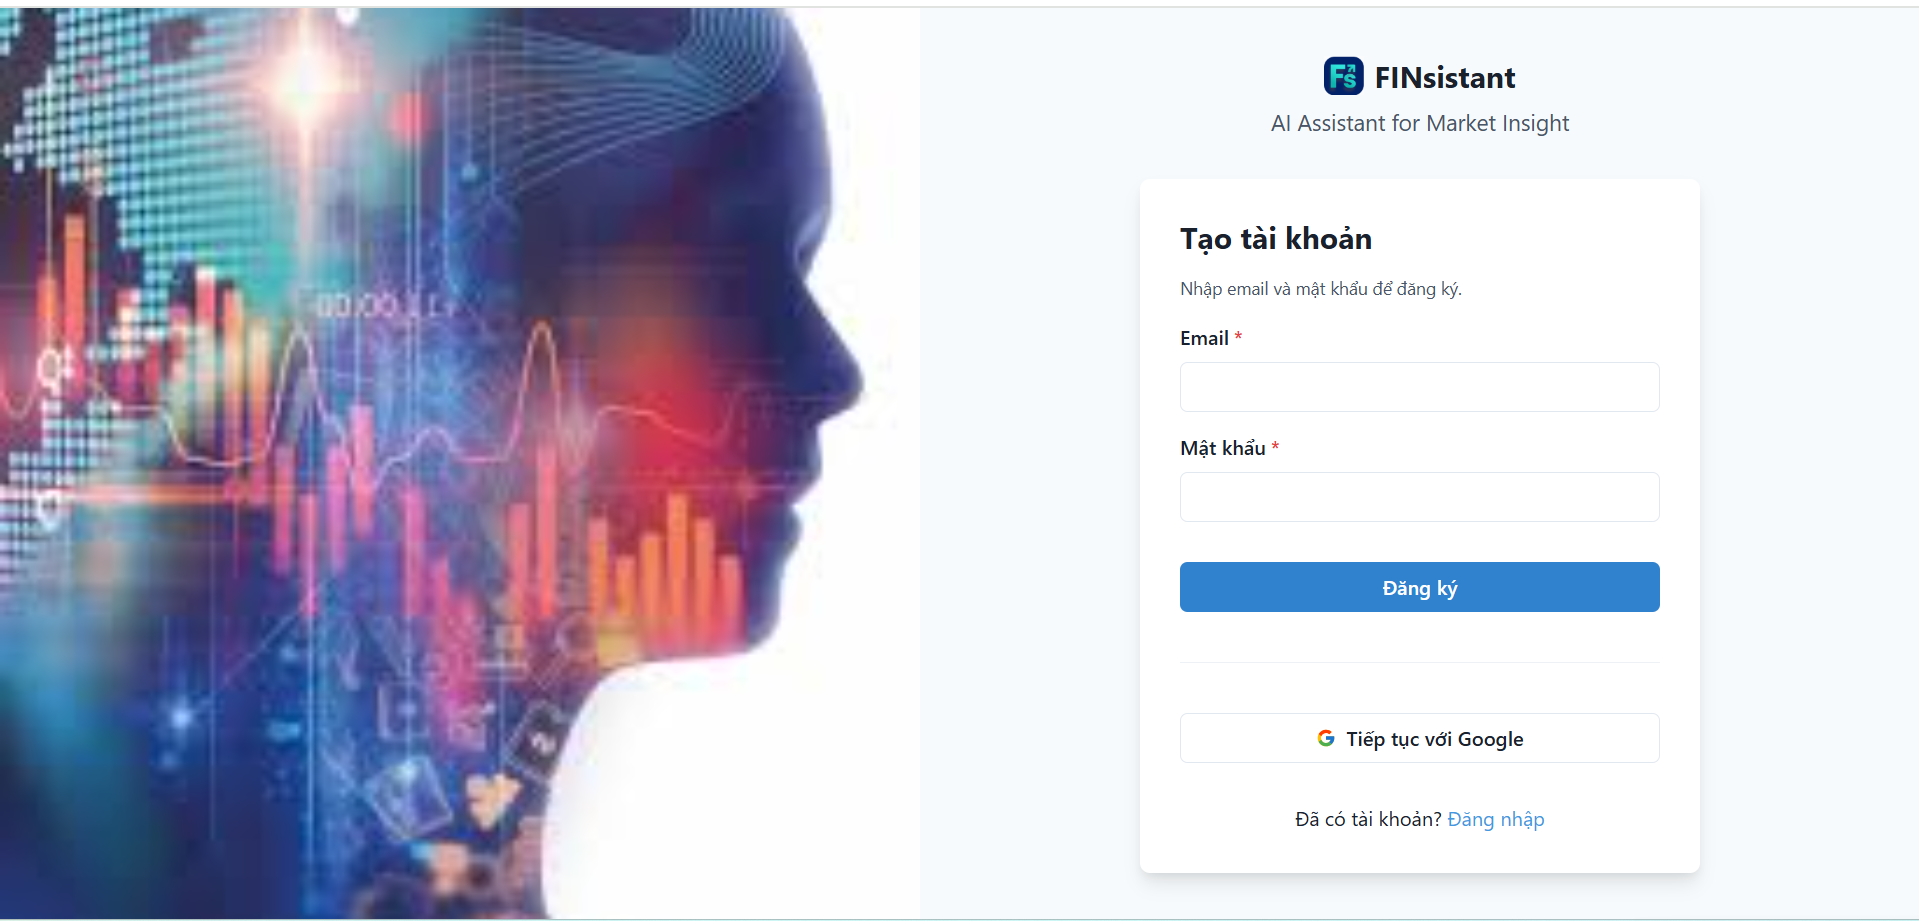 Fs FINsistant
AI Assistant for Market Insight
Tạo tài khoản
Nhập email và mật khẩu để đăng ký.
Email *
Mật khẩu *
Đăng ký
Tiếp tục với Google
Đã có tài khoản? Đăng nhập